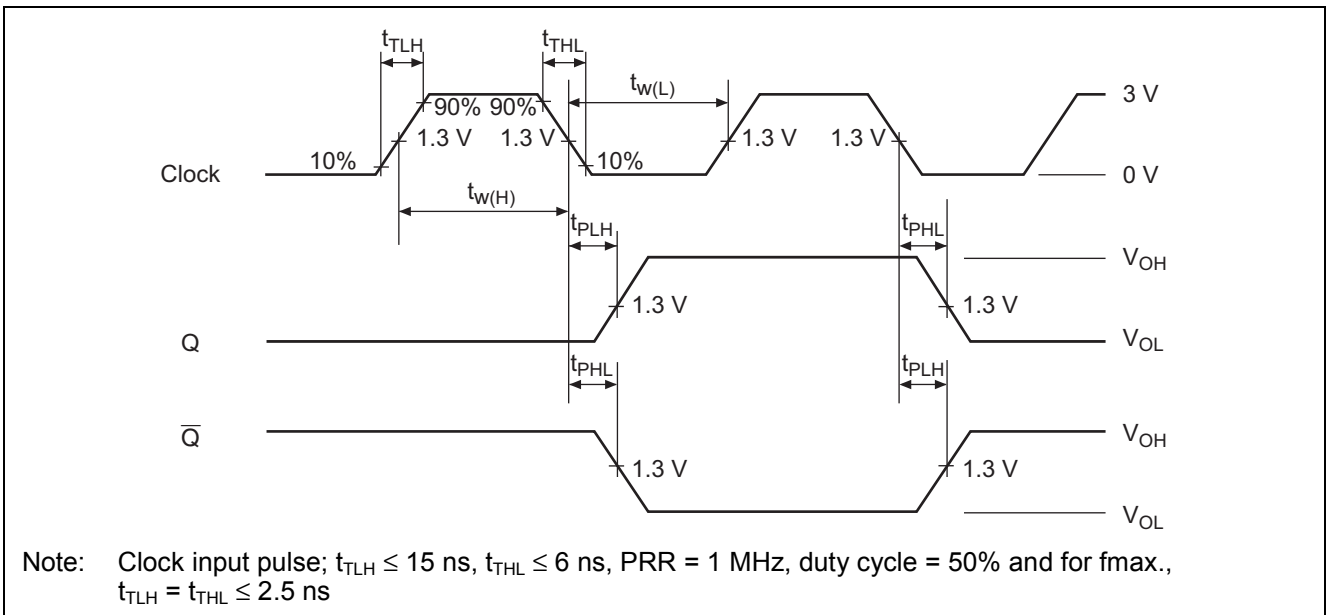 tTLH tTHL
tw(L)
90% 90% 3 V
1.3 V 1.3 V 1.3 V 1.3 V
10% 10%
Clock 0 V
tw(H)
tPLH tPHL
VOH
1.3 V 1.3 V
Q VOL
tPHL tPLH
Q̅ VOH
1.3 V 1.3 V
VOL
Note: Clock input pulse; tTLH ≤ 15 ns, tTHL ≤ 6 ns, PRR = 1 MHz, duty cycle = 50% and for fmax.,
tTLH = tTHL ≤ 2.5 ns